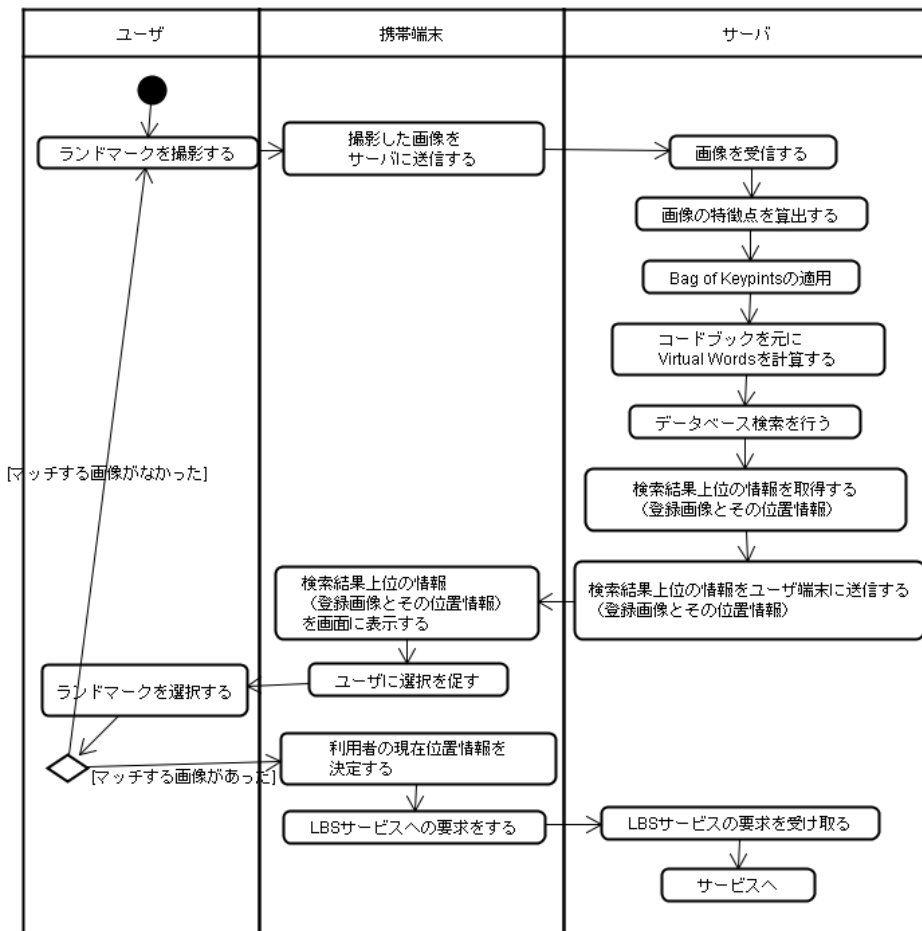 ユーザ
携帯端末
サーバ
ランドマークを撮影する
撮影した画像を
サーバに送信する
画像を受信する
画像の特徴点を算出する
Bag of Keypintsの適用
コードブックを元に
Virtual Wordsを計算する
データベース検索を行う
[マッチする画像がなかった]
検索結果上位の情報を取得する
（登録画像とその位置情報）
検索結果上位の情報をユーザ端末に送信する
（登録画像とその位置情報）
検索結果上位の情報
（登録画像とその位置情報）
を画面に表示する
ユーザに選択を促す
ランドマークを選択する
[マッチする画像があった]
利用者の現在位置情報を
決定する
LBSサービスへの要求をする
LBSサービスの要求を受け取る
サービスへ